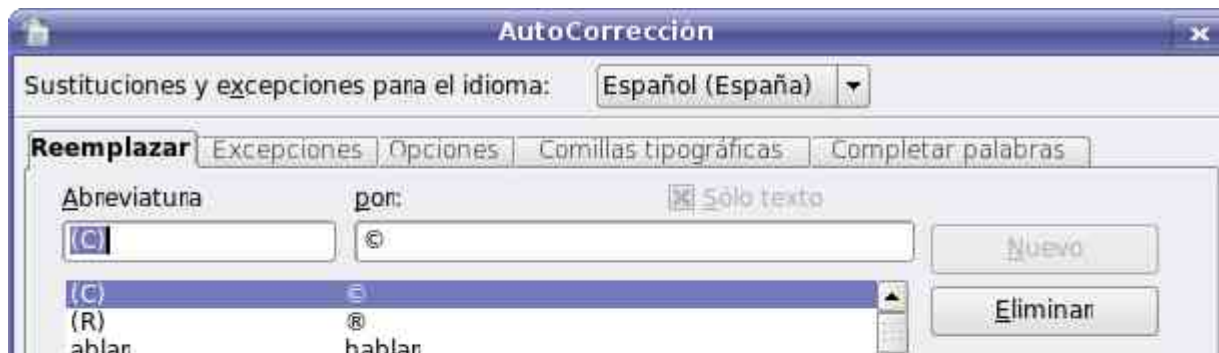 AutoCorrección
Sustituciones y excepciones para el idioma: Español (España)
Reemplazar Excepciones Opciones Comillas tipográficas Completar palabras
Abreviatura por: Sólo texto
(C) © Nuevo
(C) ©
Eliminar
(R) ®
ablar hablar